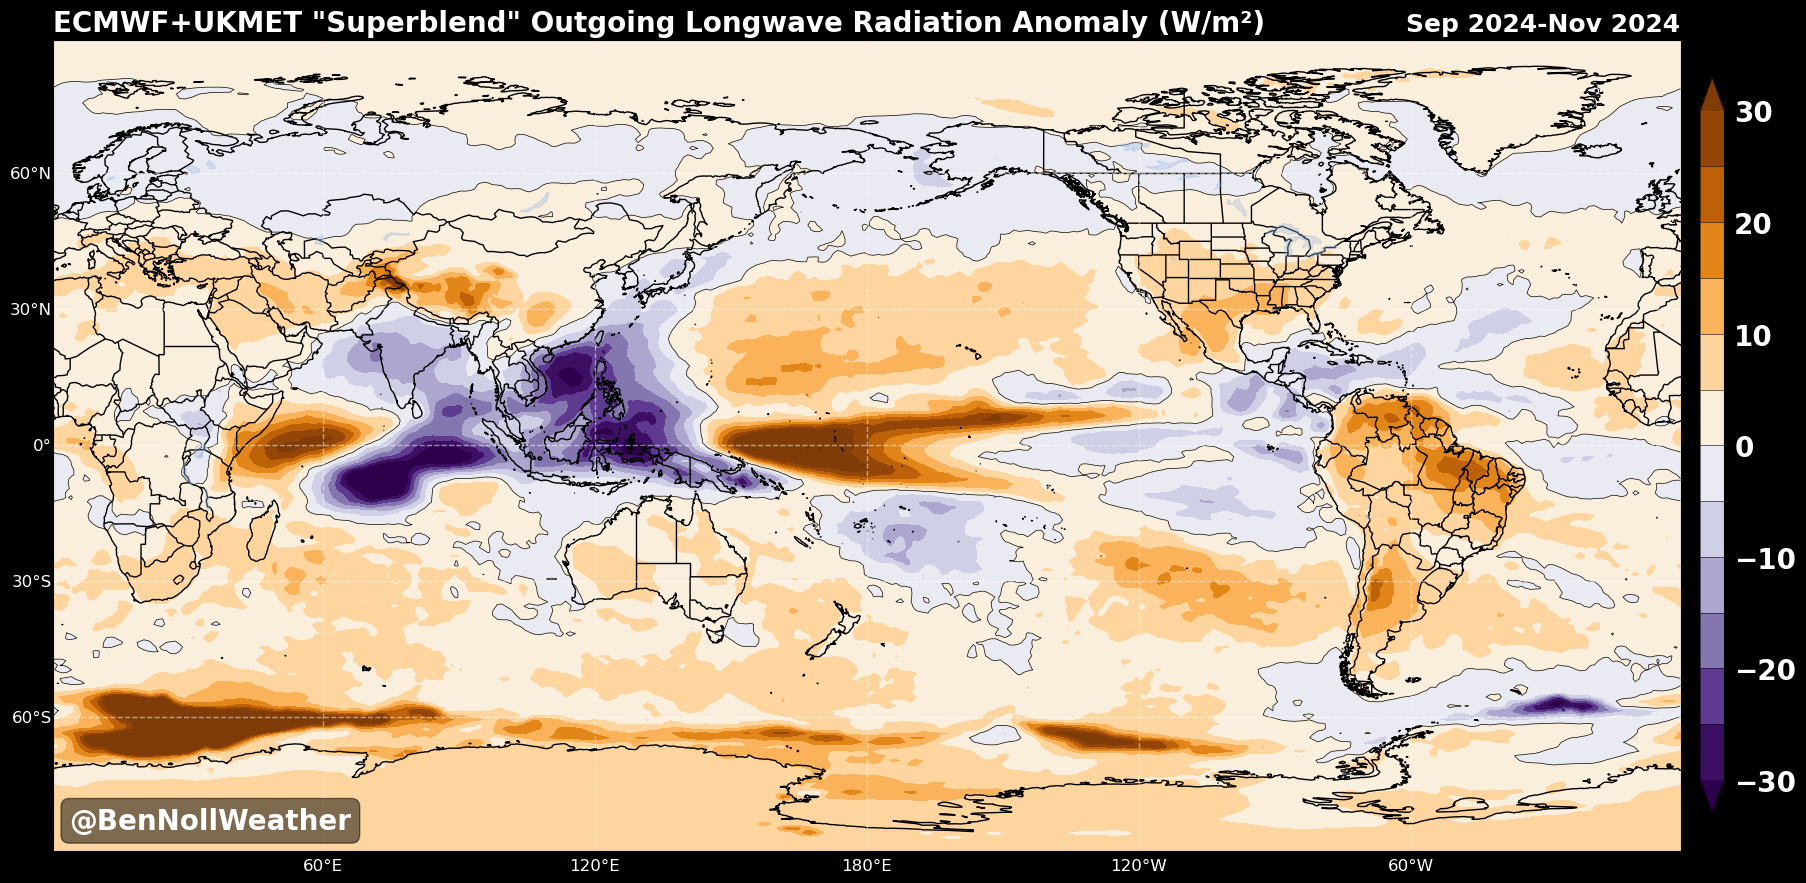 ECMWF+UKMET "Superblend" Outgoing Longwave Radiation Anomaly (W/m²) Sep 2024-Nov 2024
30
60°N
20
30°N
10
0°
0
−10
30°S
−20
60°S
−30
@BenNollWeather
60°E 120°E 180°E 120°W 60°W